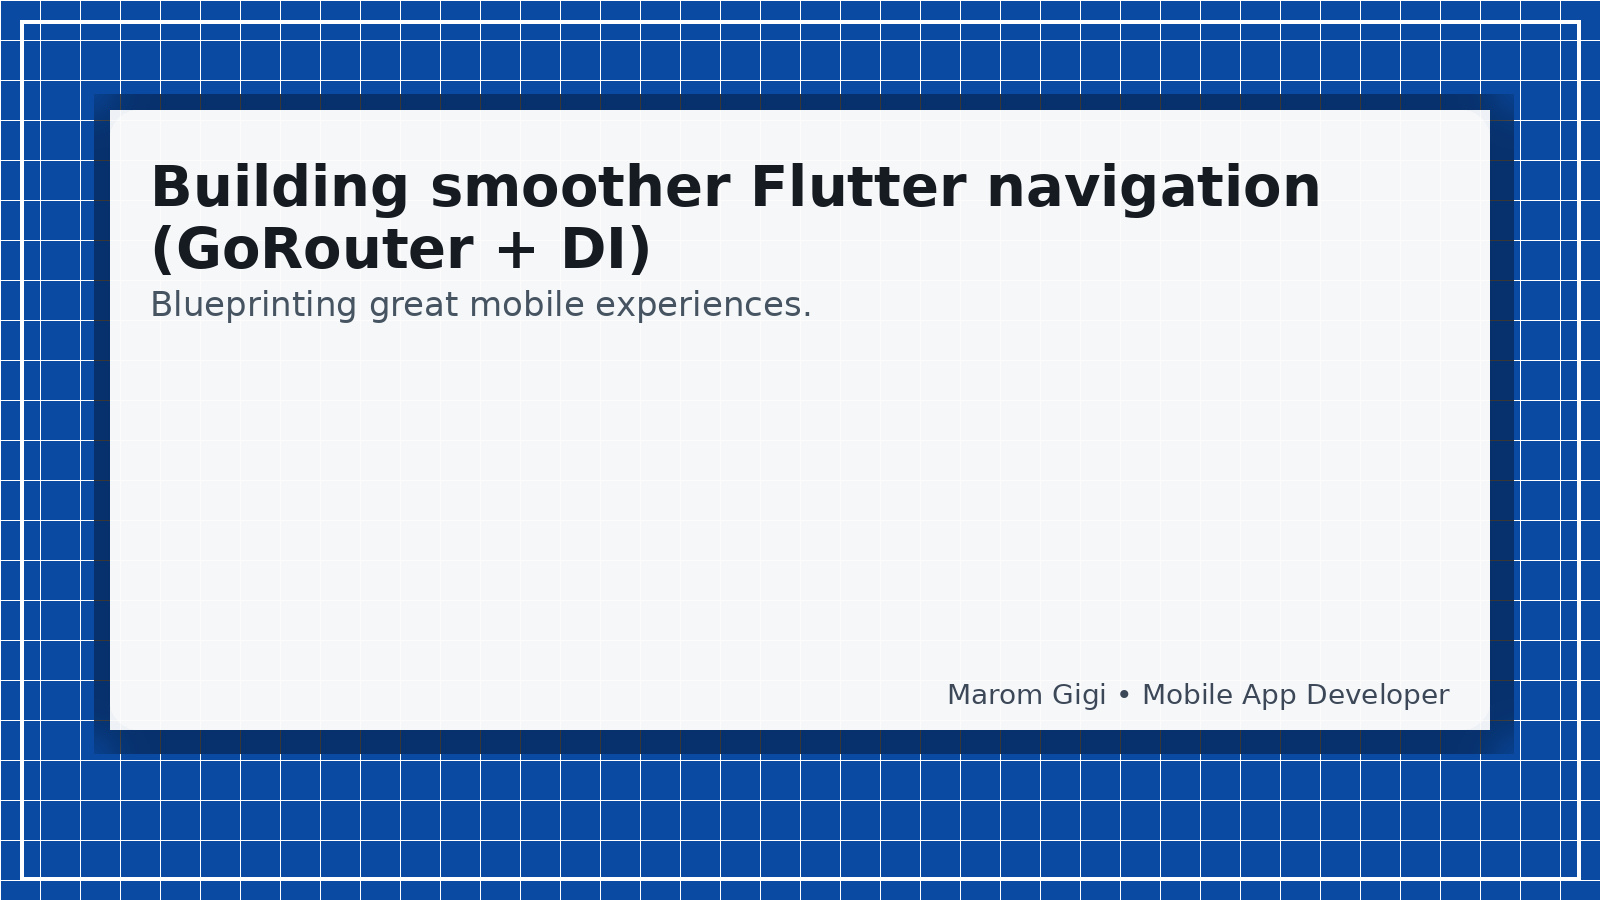 Building smoother Flutter navigation
(GoRouter + DI)
Blueprinting great mobile experiences.
Marom Gigi • Mobile App Developer